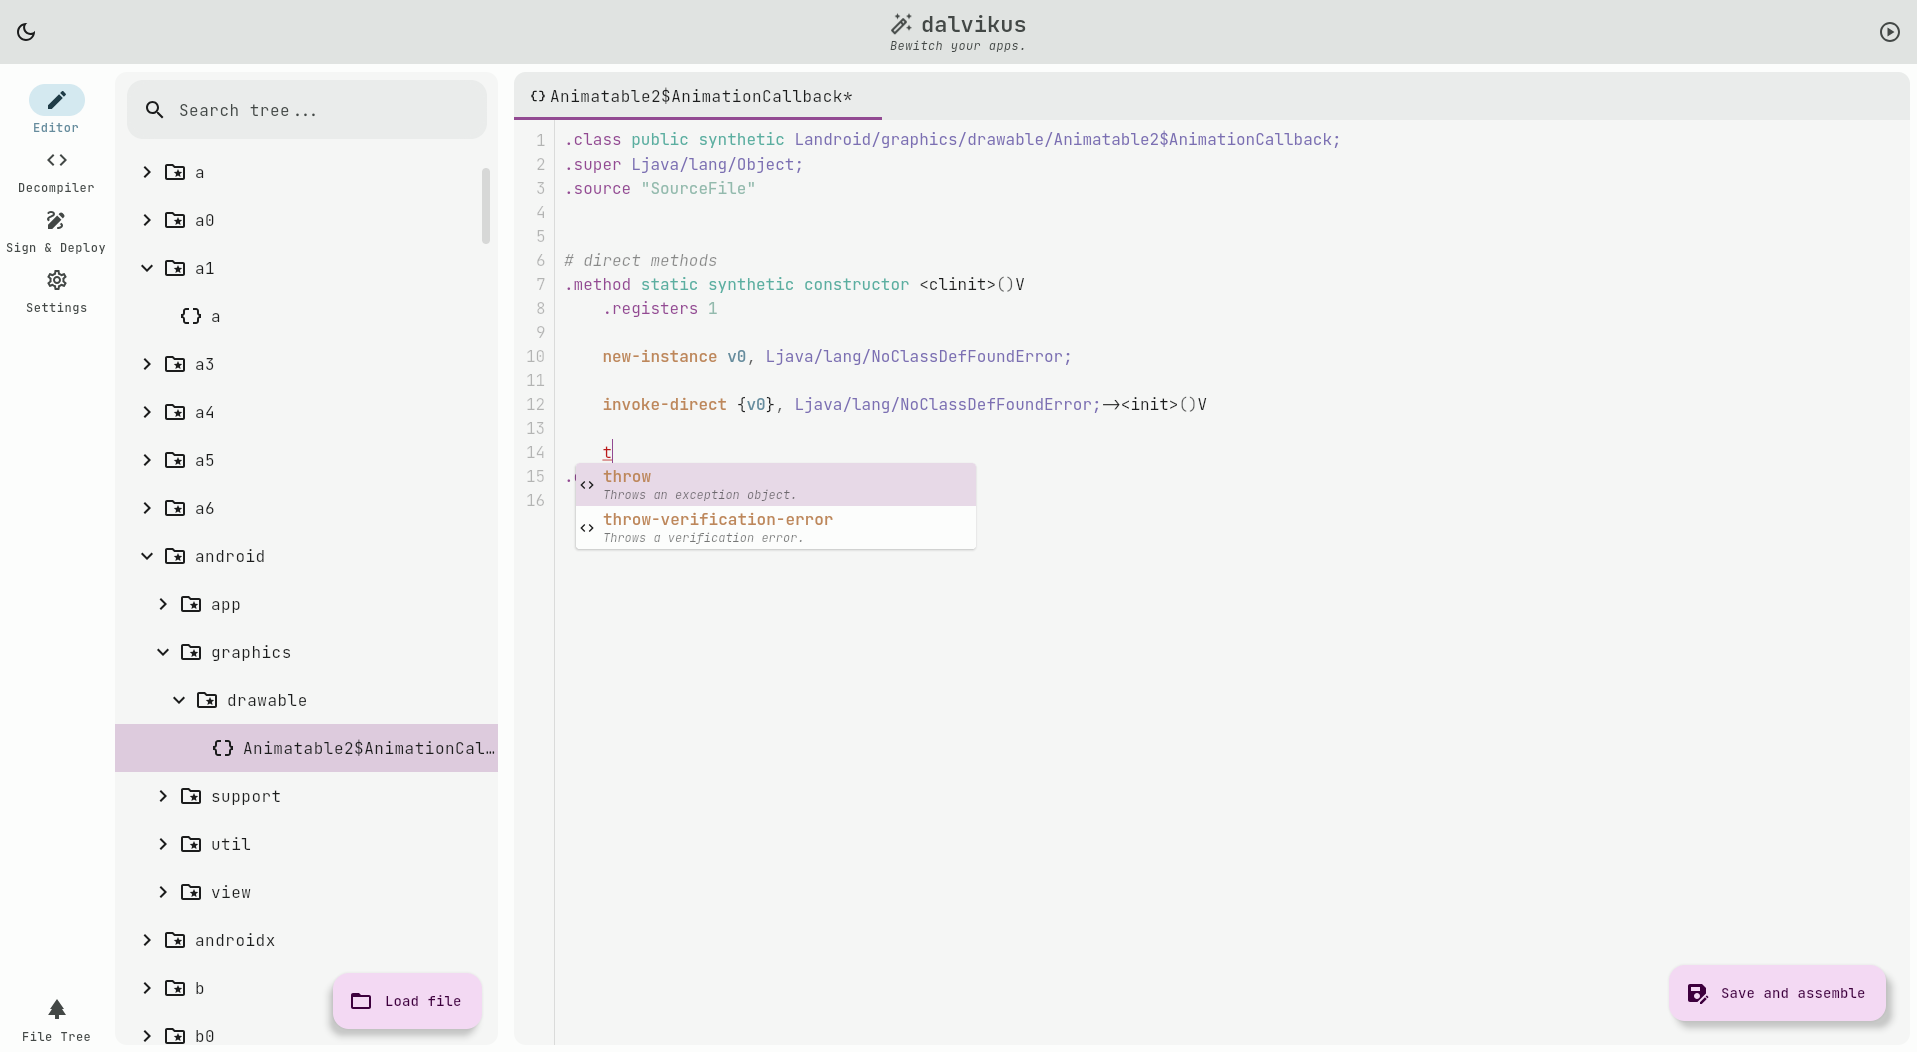 dalvikus
Bewitch your apps.
Editor
Decompiler
Sign & Deploy
Settings
File Tree
Search tree...
a
a0
a1
a
a3
a4
a5
a6
android
app
graphics
drawable
Animatable2$AnimationCal…
support
util
view
androidx
b
b0
Load file
Animatable2$AnimationCallback*
1 .class public synthetic Landroid/graphics/drawable/Animatable2$AnimationCallback;
2 .super Ljava/lang/Object;
3 .source "SourceFile"
4
5
6 # direct methods
7 .method static synthetic constructor <clinit>()V
8 .registers 1
9
10 new-instance v0, Ljava/lang/NoClassDefFoundError;
11
12 invoke-direct {v0}, Ljava/lang/NoClassDefFoundError;-><init>()V
13
14 t
15 .
16
throw
Throws an exception object.
throw-verification-error
Throws a verification error.
Save and assemble